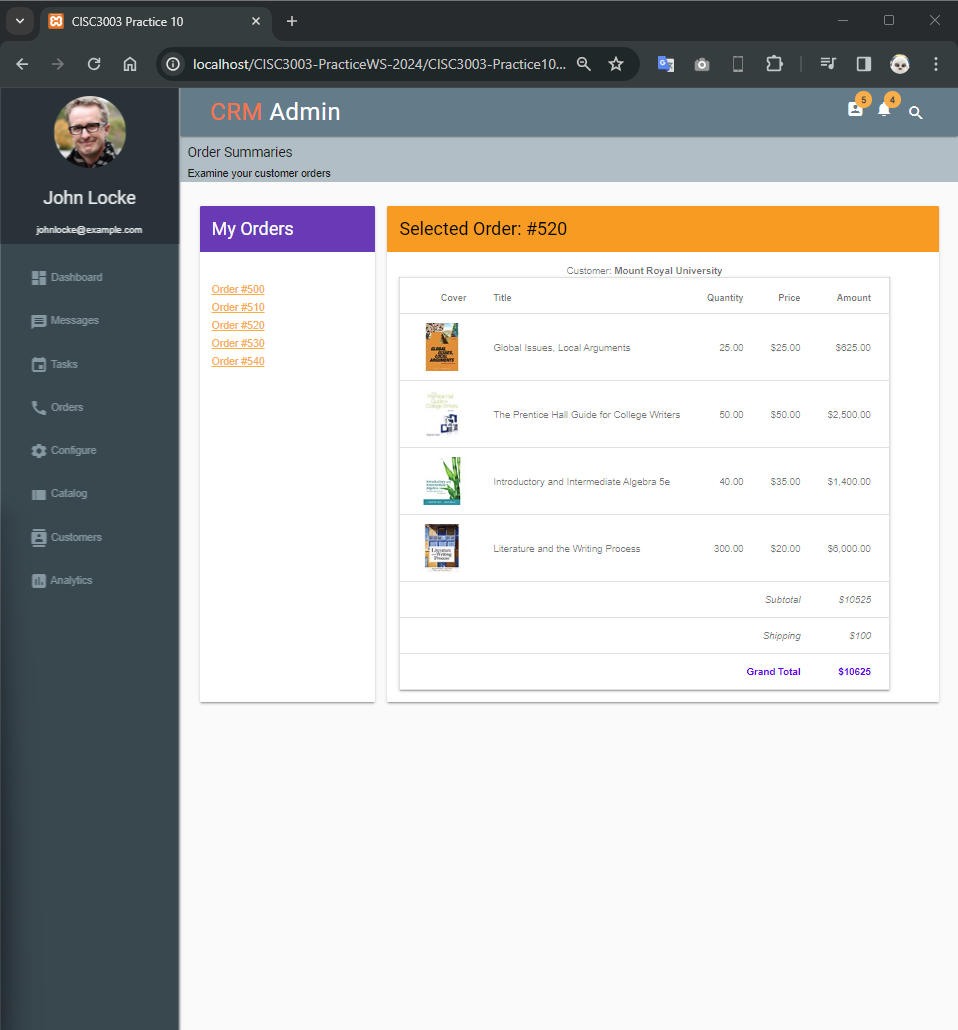 CISC3003 Practice 10
localhost/CISC3003-PracticeWS-2024/CISC3003-Practice10...
CRM Admin
5
4
John Locke
johnlocke@example.com
Order Summaries
Examine your customer orders
Dashboard
Messages
Tasks
Orders
Configure
Catalog
Customers
Analytics
My Orders
Order #500
Order #510
Order #520
Order #530
Order #540
Selected Order: #520
Customer: Mount Royal University
Cover Title Quantity Price Amount
GLOBAL ISSUES, LOCAL ARGUMENTS
Global Issues, Local Arguments 25.00 $25.00 $625.00
The Prentice Hall Guide for College Writers 50.00 $50.00 $2,500.00
Introductory and Intermediate Algebra 5e 40.00 $35.00 $1,400.00
Literature and the Writing Process 300.00 $20.00 $6,000.00
Subtotal $10525
Shipping $100
Grand Total $10625